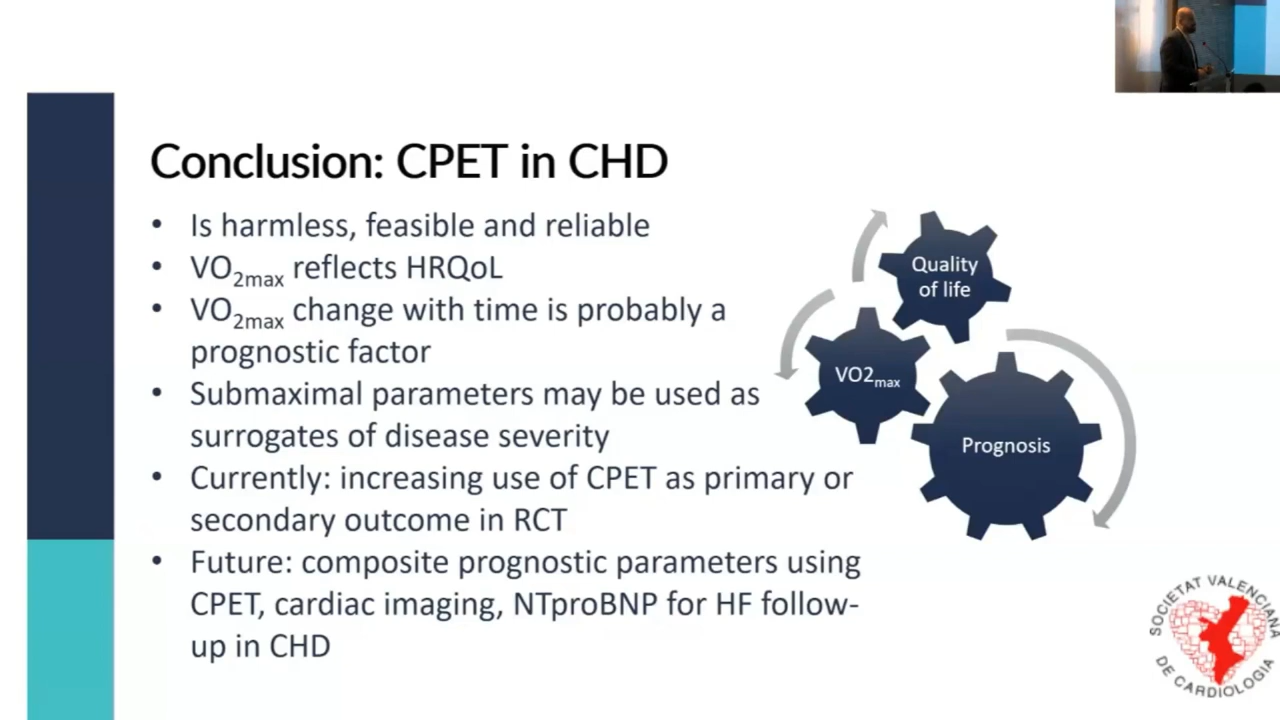 Conclusion: CPET in CHD
• Is harmless, feasible and reliable
• VO2max reflects HRQoL
• VO2max change with time is probably a
prognostic factor
• Submaximal parameters may be used as
surrogates of disease severity
• Currently: increasing use of CPET as primary or
secondary outcome in RCT
• Future: composite prognostic parameters using
CPET, cardiac imaging, NTproBNP for HF follow-
up in CHD
Quality
of life
VO2max
Prognosis
SOCIETAT VALENCIANA
DE CARDIOLOGIA